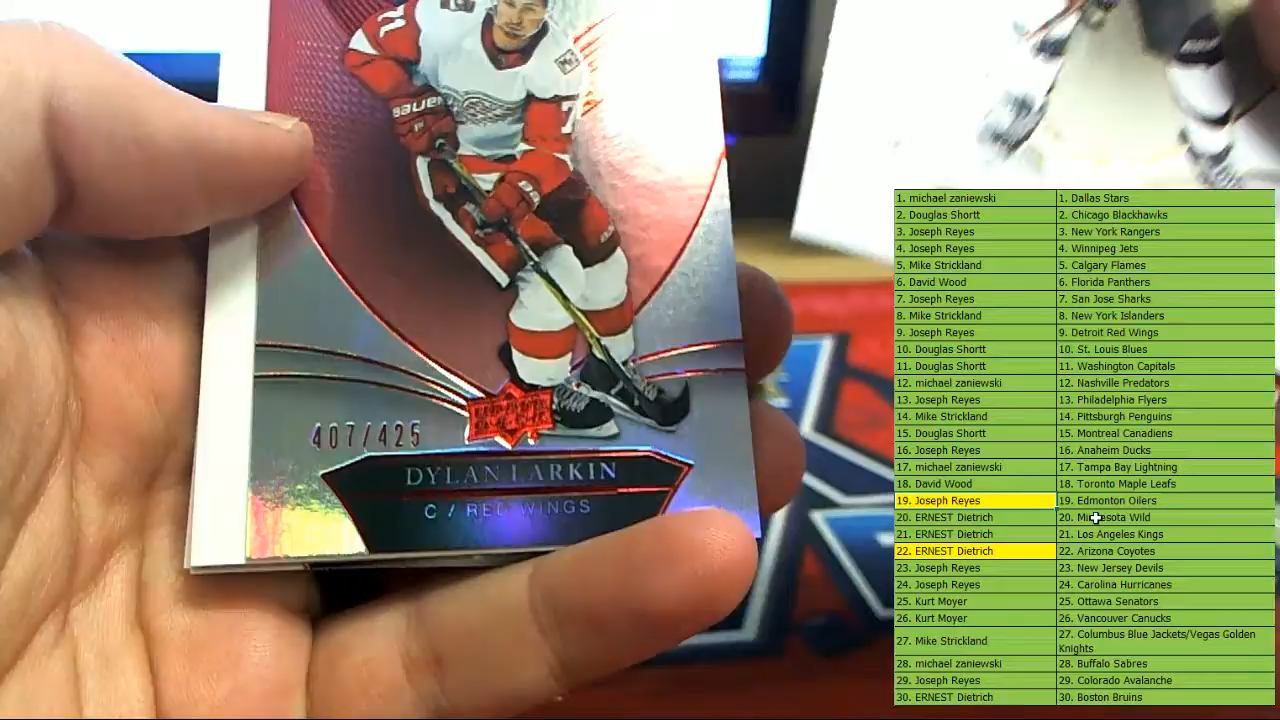 71
BAUER
7
407/425
DYLAN LARKIN
C / RED WINGS
1. michael zaniewski 1. Dallas Stars
2. Douglas Shortt 2. Chicago Blackhawks
3. Joseph Reyes 3. New York Rangers
4. Joseph Reyes 4. Winnipeg Jets
5. Mike Strickland 5. Calgary Flames
6. David Wood 6. Florida Panthers
7. Joseph Reyes 7. San Jose Sharks
8. Mike Strickland 8. New York Islanders
9. Joseph Reyes 9. Detroit Red Wings
10. Douglas Shortt 10. St. Louis Blues
11. Douglas Shortt 11. Washington Capitals
12. michael zaniewski 12. Nashville Predators
13. Joseph Reyes 13. Philadelphia Flyers
14. Mike Strickland 14. Pittsburgh Penguins
15. Douglas Shortt 15. Montreal Canadiens
16. Joseph Reyes 16. Anaheim Ducks
17. michael zaniewski 17. Tampa Bay Lightning
18. David Wood 18. Toronto Maple Leafs
19. Joseph Reyes 19. Edmonton Oilers
20. ERNEST Dietrich 20. Minnesota Wild
21. ERNEST Dietrich 21. Los Angeles Kings
22. ERNEST Dietrich 22. Arizona Coyotes
23. Joseph Reyes 23. New Jersey Devils
24. Joseph Reyes 24. Carolina Hurricanes
25. Kurt Moyer 25. Ottawa Senators
26. Kurt Moyer 26. Vancouver Canucks
27. Mike Strickland 27. Columbus Blue Jackets/Vegas Golden
Knights
28. michael zaniewski 28. Buffalo Sabres
29. Joseph Reyes 29. Colorado Avalanche
30. ERNEST Dietrich 30. Boston Bruins